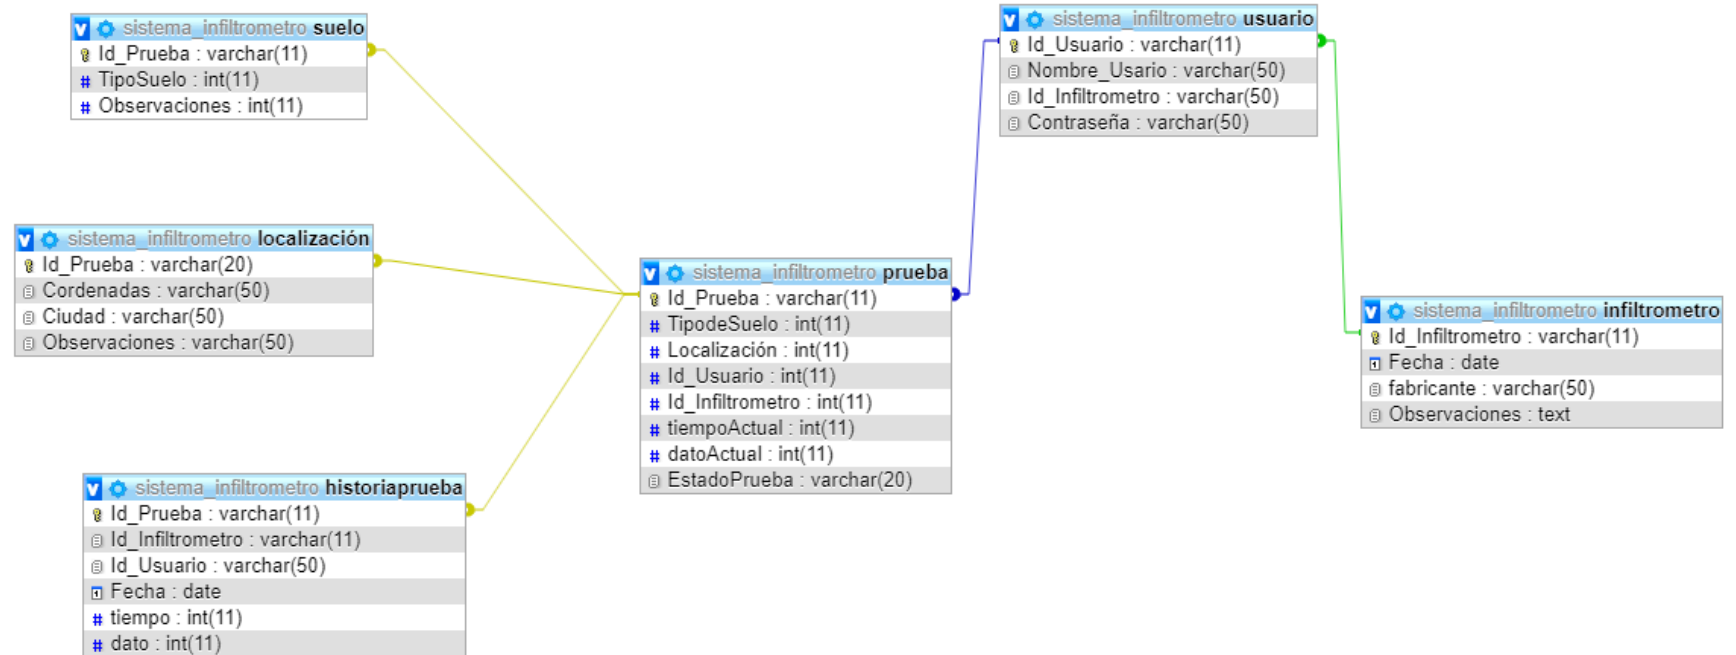 sistema_infiltrometro suelo
Id_Prueba : varchar(11)
# TipoSuelo : int(11)
# Observaciones : int(11)
sistema_infiltrometro usuario
Id_Usuario : varchar(11)
Nombre_Usario : varchar(50)
Id_Infiltrometro : varchar(50)
Contraseña : varchar(50)
sistema_infiltrometro localización
Id_Prueba : varchar(20)
Cordenadas : varchar(50)
Ciudad : varchar(50)
Observaciones : varchar(50)
sistema_infiltrometro prueba
Id_Prueba : varchar(11)
# TipodeSuelo : int(11)
# Localización : int(11)
# Id_Usuario : int(11)
# Id_Infiltrometro : int(11)
# tiempoActual : int(11)
# datoActual : int(11)
EstadoPrueba : varchar(20)
sistema_infiltrometro infiltrometro
Id_Infiltrometro : varchar(11)
Fecha : date
fabricante : varchar(50)
Observaciones : text
sistema_infiltrometro historiaprueba
Id_Prueba : varchar(11)
Id_Infiltrometro : varchar(11)
Id_Usuario : varchar(50)
Fecha : date
# tiempo : int(11)
# dato : int(11)